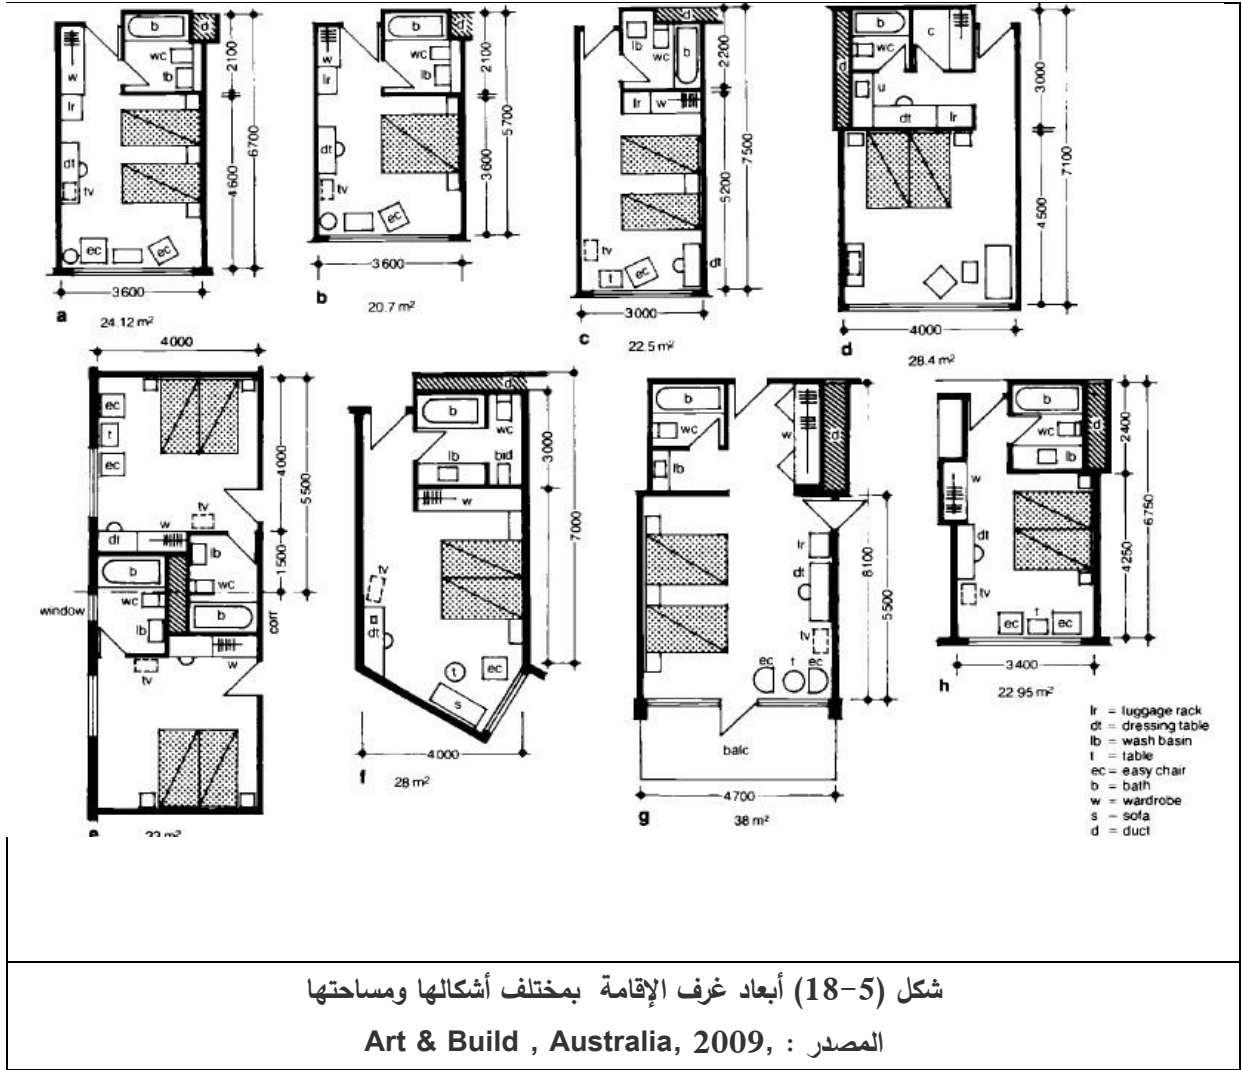 b
d
w
wc
lb
lr
dt
tv
ec
ec
2100
4600
6700
3600
a
24.12 m²
b
d
w
wc
lb
lr
dt
tv
ec
2100
3600
5700
3600
b
20.7 m²
d
lb
wc
b
lr
w
tv
t
ec
dt
2200
5200
7500
3000
c
22.5 m²
b
c
wc
d
u
dt
lr
3000
4500
7100
4000
d
28.4 m²
4000
ec
t
ec
tv
w
dt
lb
b
wc
wc
window
b
lb
corr
w
tv
4000
1500
5500
e
d
b
wc
lb
bid
w
tv
dt
t
ec
s
3000
7000
4000
f
28 m²
b
wc
w
d
lb
lr
dt
tv
ec
t
ec
balc
8100
5500
4700
g
38 m²
b
wc
d
lb
w
dt
tv
t
ec
ec
2400
4250
6750
3400
h
22.95 m²
lr = luggage rack
dt = dressing table
lb = wash basin
t = table
ec = easy chair
b = bath
w = wardrobe
s = sofa
d = duct
شكل (5-18) أبعاد غرف الإقامة بمختلف أشكالها ومساحتها
المصدر : Art & Build , Australia, 2009,